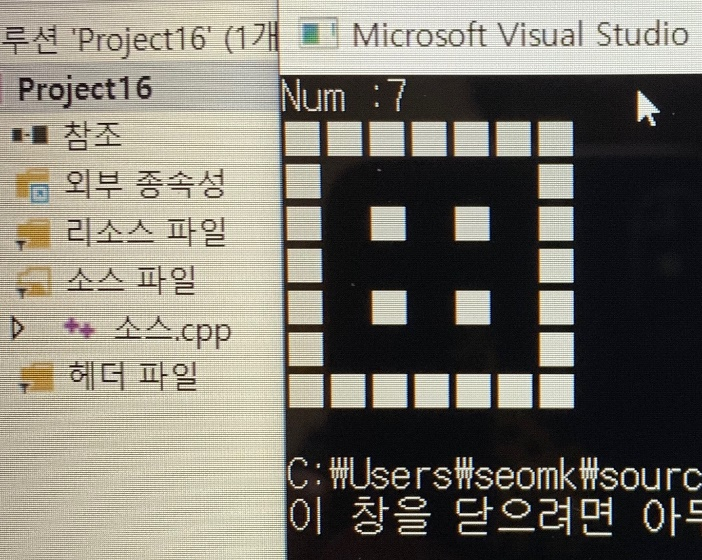 루션 'Project16' (1개
Microsoft Visual Studio
Project16
참조
외부 종속성
리소스 파일
소스 파일
소스.cpp
헤더 파일
Num :7
■■■■■■■
■     ■
■ ■ ■ ■
■     ■
■ ■ ■ ■
■     ■
■■■■■■■
C:₩Users₩seomk₩sourc
이 창을 닫으려면 아무